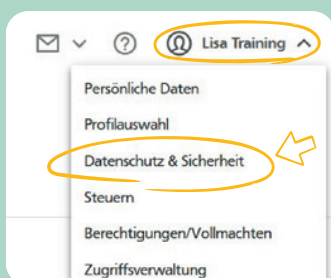 Lisa Training
Persönliche Daten
Profilauswahl
Datenschutz & Sicherheit
Steuern
Berechtigungen/Vollmachten
Zugriffsverwaltung